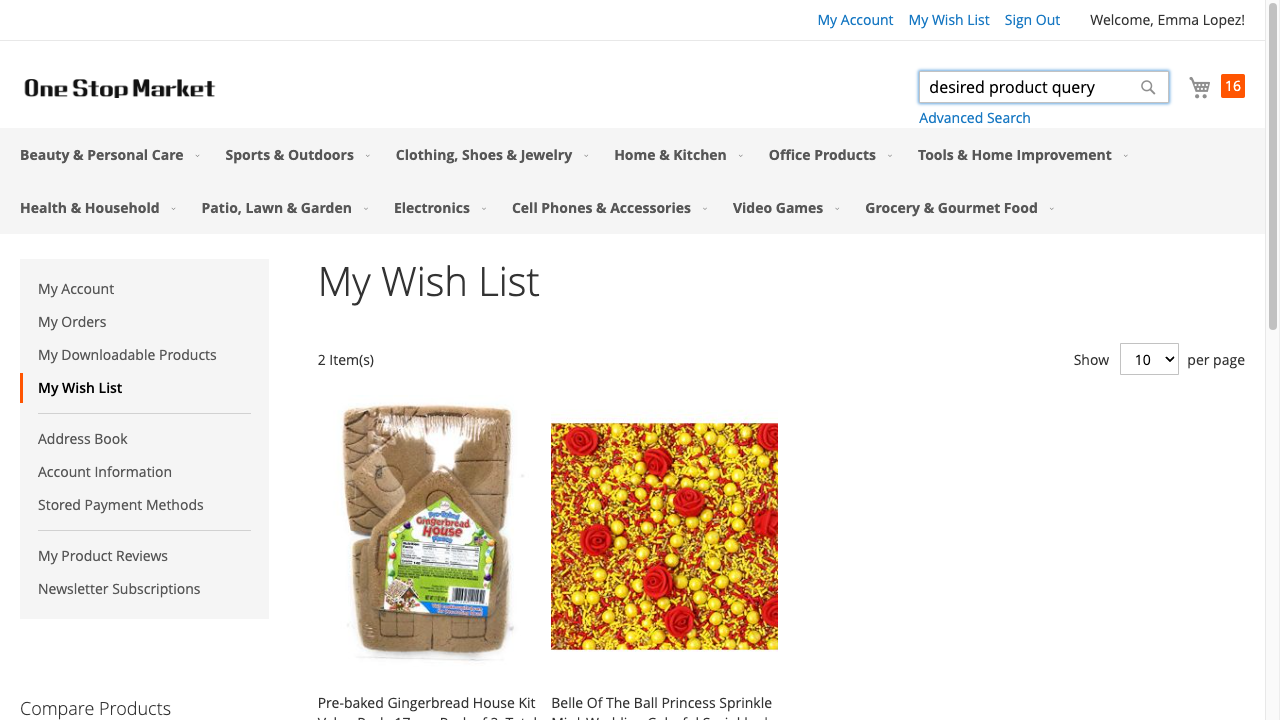 My Account My Wish List Sign Out Welcome, Emma Lopez!
One Stop Market
desired product query
16
Advanced Search
Beauty & Personal Care Sports & Outdoors Clothing, Shoes & Jewelry Home & Kitchen Office Products Tools & Home Improvement
Health & Household Patio, Lawn & Garden Electronics Cell Phones & Accessories Video Games Grocery & Gourmet Food
My Wish List
My Account
My Orders
My Downloadable Products
My Wish List
Address Book
Account Information
Stored Payment Methods
My Product Reviews
Newsletter Subscriptions
Compare Products
2 Item(s)
Show 10 per page
Pre-Baked
Gingerbread
House
Pre-baked Gingerbread House Kit
Belle Of The Ball Princess Sprinkle